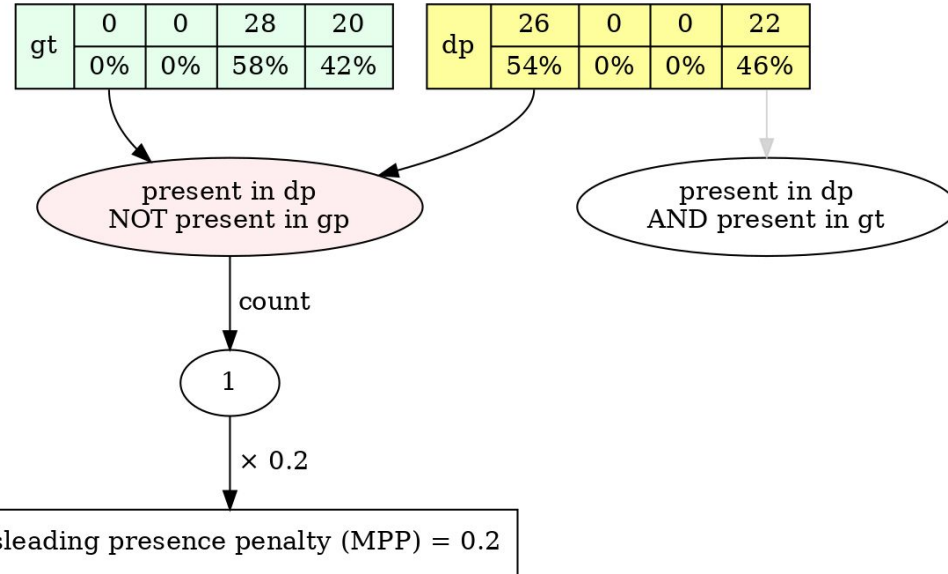 gt 0 0 28 20
0% 0% 58% 42%
dp 26 0 0 22
54% 0% 0% 46%
present in dp
NOT present in gp
present in dp
AND present in gt
count
1
× 0.2
presence penalty (MPP) = 0.2